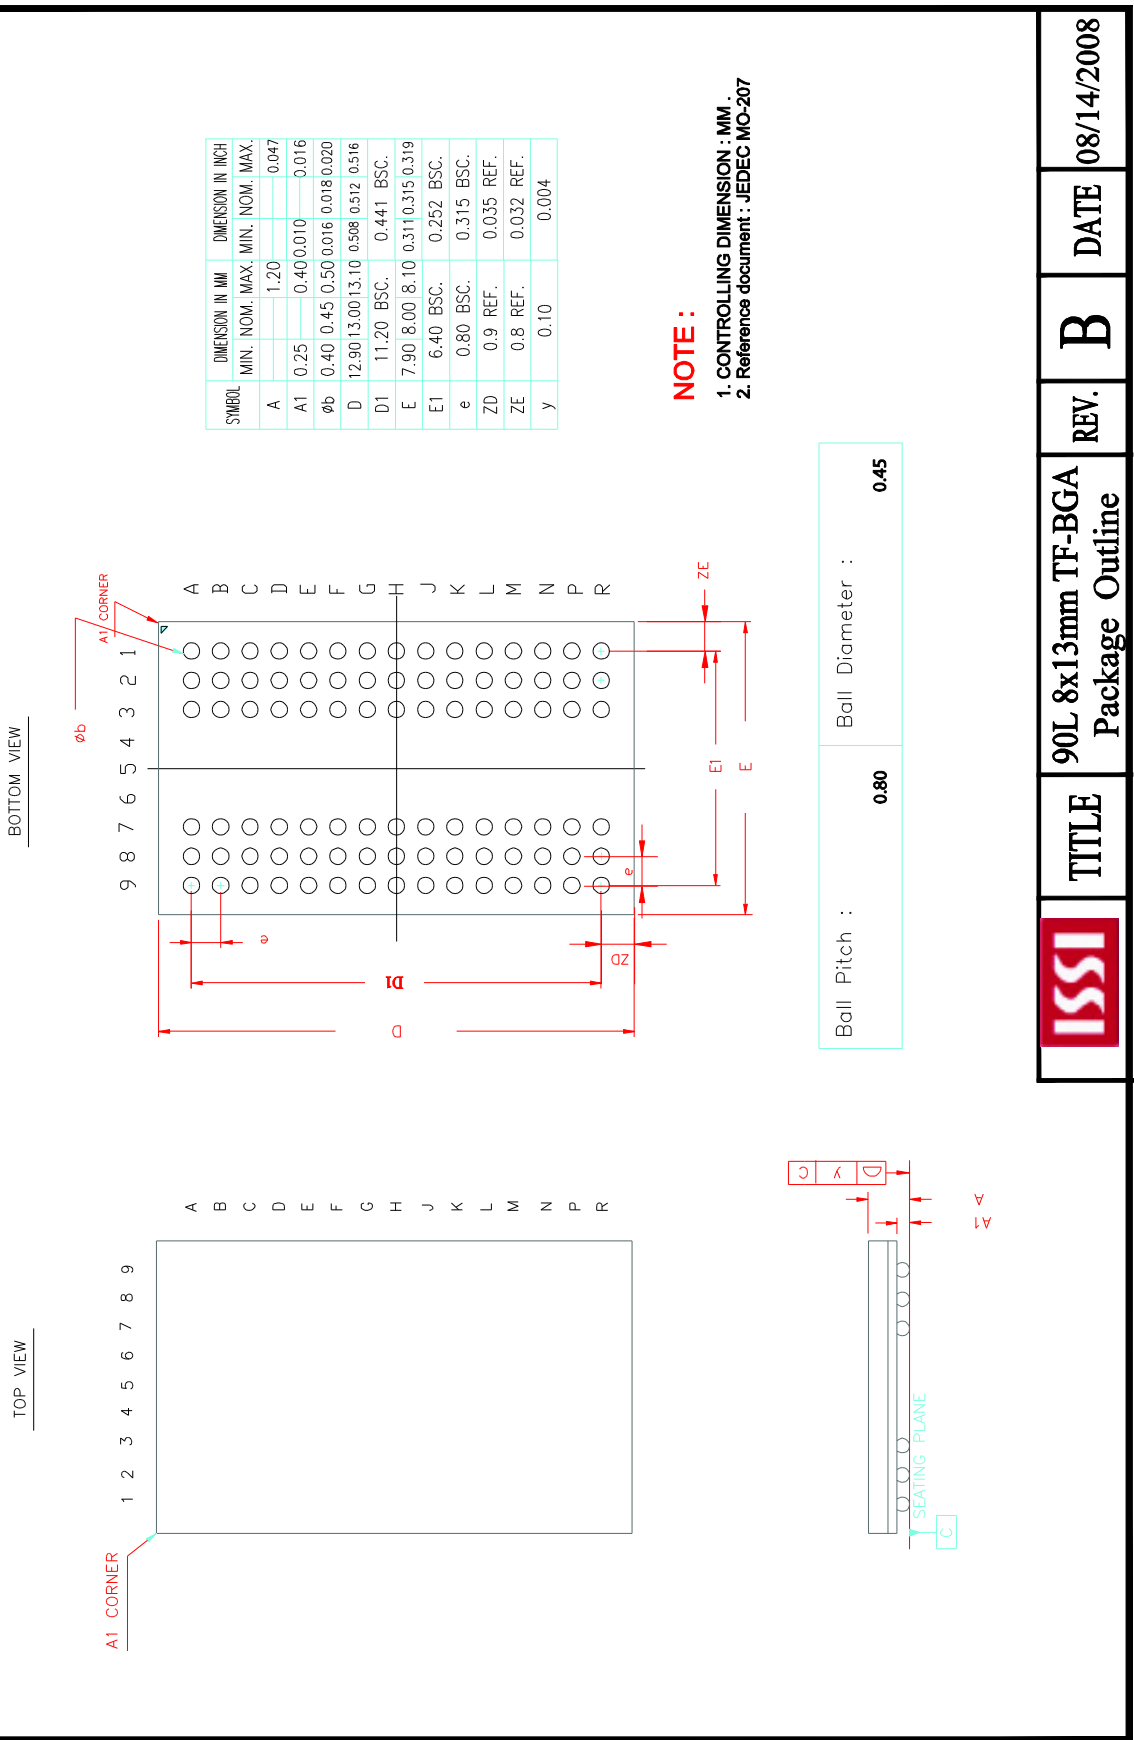 TOP VIEW
A1 CORNER
1 2 3 4 5 6 7 8 9
A
B
C
D
E
F
G
H
J
K
L
M
N
P
R
SEATING PLANE
C
A
A1
y C
BOTTOM VIEW
Øb
A1 CORNER
9 8 7 6 5 4 3 2 1
A
B
C
D
E
F
G
H
J
K
L
M
N
P
R
e
D1
D
ZD
e
E1
E
ZE
SYMBOL DIMENSION IN MM DIMENSION IN INCH
MIN. NOM. MAX. MIN. NOM. MAX.
A 1.20 0.047
A1 0.25 0.40 0.010 0.016
Øb 0.40 0.45 0.50 0.016 0.018 0.020
D 12.90 13.00 13.10 0.508 0.512 0.516
D1 11.20 BSC. 0.441 BSC.
E 7.90 8.00 8.10 0.311 0.315 0.319
E1 6.40 BSC. 0.252 BSC.
e 0.80 BSC. 0.315 BSC.
ZD 0.9 REF. 0.035 REF.
ZE 0.8 REF. 0.032 REF.
y 0.10 0.004
NOTE :
1. CONTROLLING DIMENSION : MM .
2. Reference document : JEDEC MO-207
Ball Pitch : 0.80
Ball Diameter : 0.45
ISSI
TITLE
90L 8x13mm TF-BGA
Package Outline
REV.
B
DATE
08/14/2008